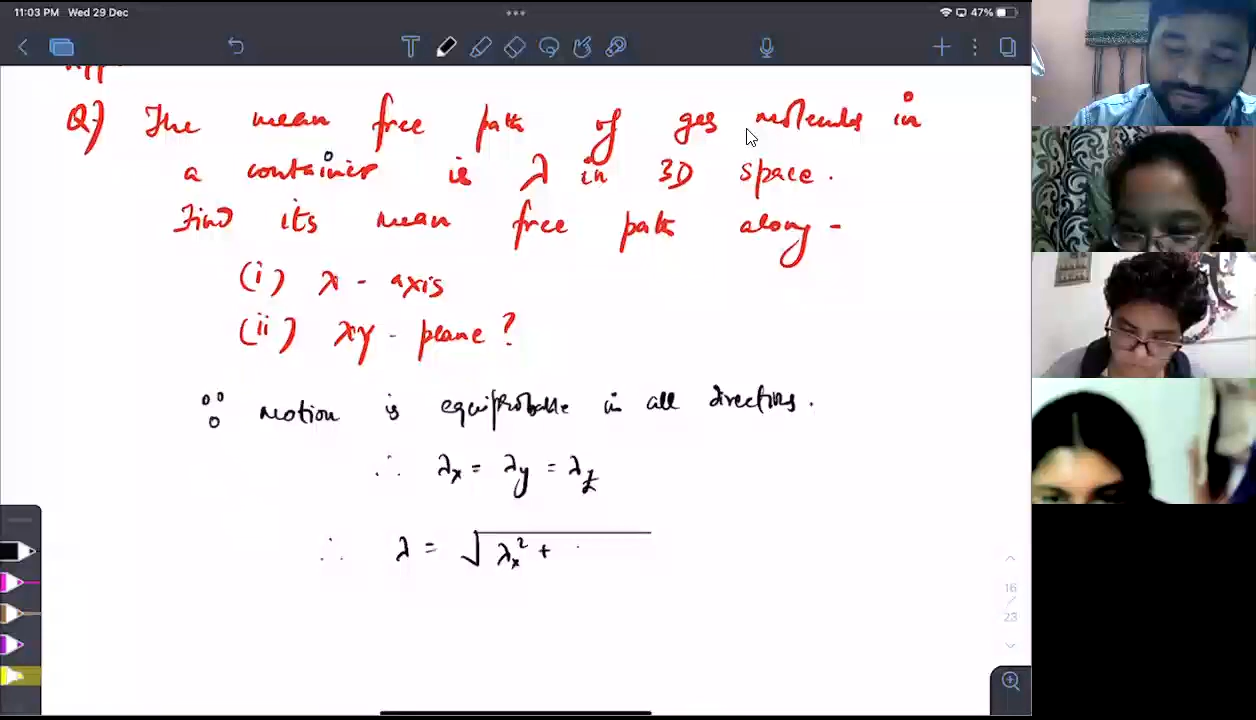 11:03 PM Wed 29 Dec
47%
Q.) The mean free path of gas molecules in
a container is λ in 3D space.
Find its mean free path along -
(i) x - axis
(ii) xy - plane?
∵ motion is equiprobable in all directions.
∴ λx = λy = λz
∴ λ = √λx² +
16
23